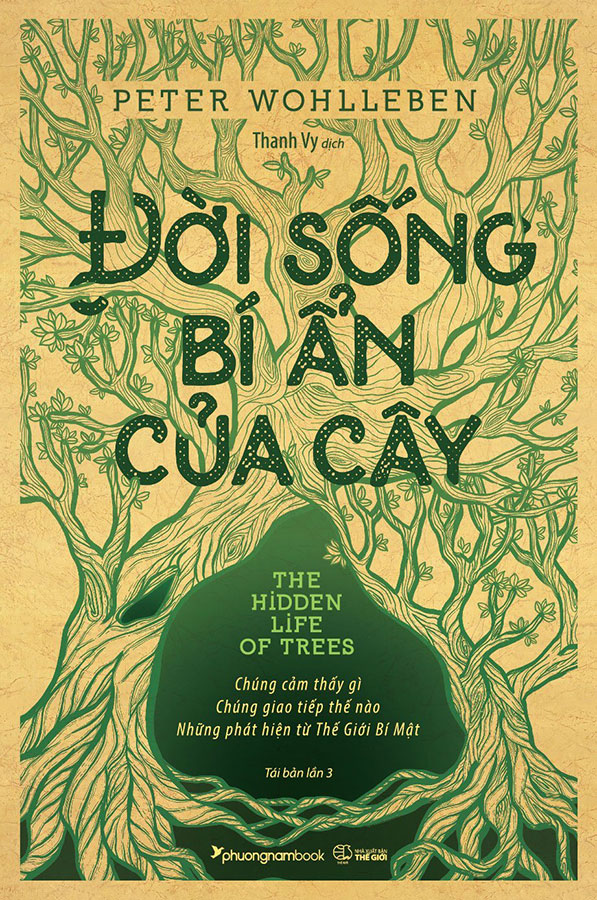 PETER WOHLLEBEN
Thanh Vy dịch
ĐỜI SỐNG
BÍ ẨN
CỦA CÂY
THE
HIDDEN
LIFE
OF TREES
Chúng cảm thấy gì
Chúng giao tiếp thế nào
Những phát hiện từ Thế Giới Bí Mật
Tái bản lần 3
phuongnambook
NHÀ XUẤT BẢN
THẾ GIỚI